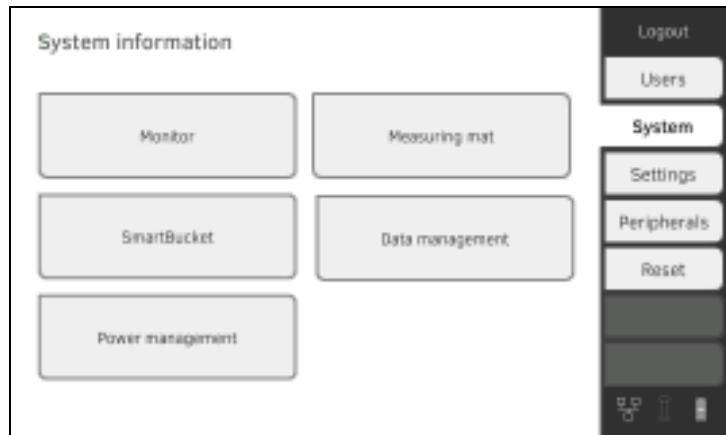 System information
Monitor
Measuring mat
SmartBucket
Data management
Power management
Logout
Users
System
Settings
Peripherals
Reset